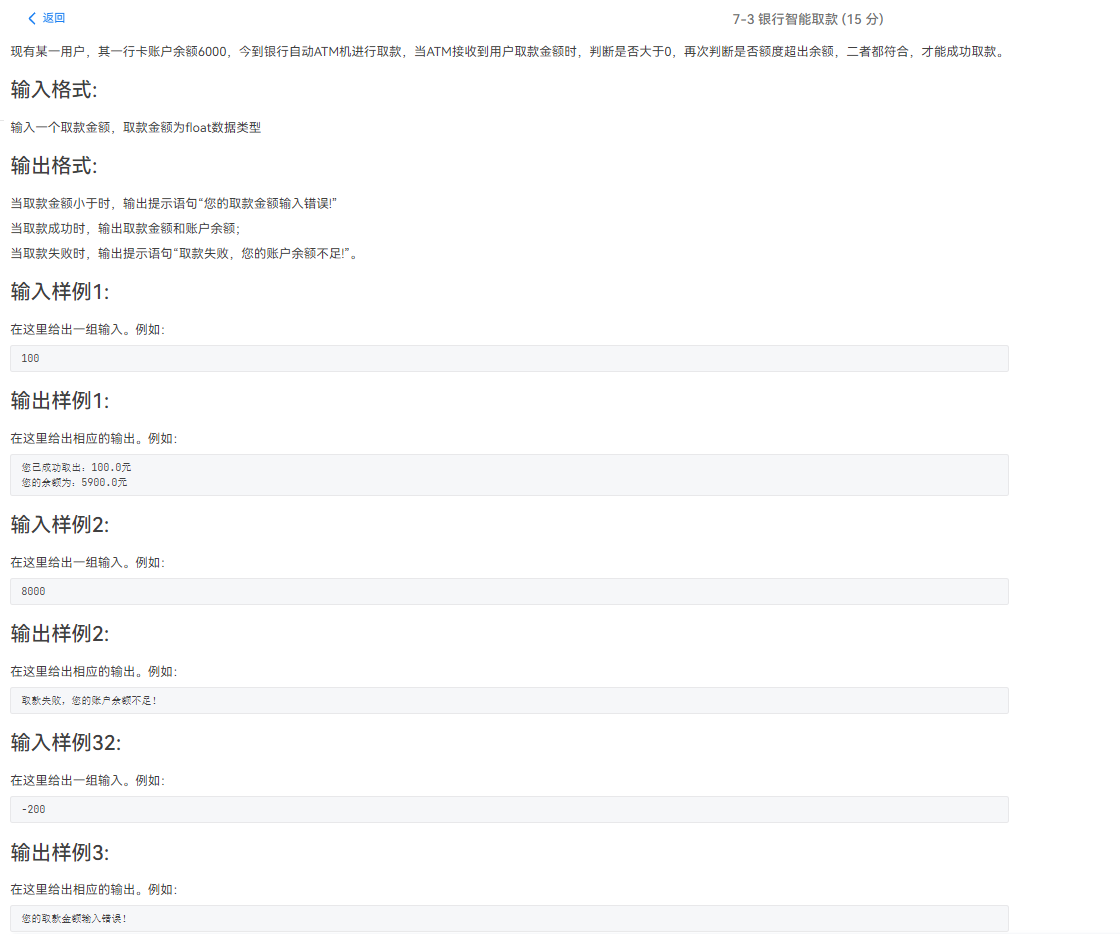 返回
7-3 银行智能取款 (15 分)
现有某一用户，其一行卡账户余额6000，今到银行自动ATM机进行取款，当ATM接收到用户取款金额时，判断是否大于0，再次判断是否额度超出余额，二者都符合，才能成功取款。
输入格式:
输入一个取款金额，取款金额为float数据类型
输出格式:
当取款金额小于时，输出提示语句“您的取款金额输入错误!”
当取款成功时，输出取款金额和账户余额；
当取款失败时，输出提示语句“取款失败，您的账户余额不足!”。
输入样例1:
在这里给出一组输入。例如：
100
输出样例1:
在这里给出相应的输出。例如：
您已成功取出：100.0元
您的余额为：5900.0元
输入样例2:
在这里给出一组输入。例如：
8000
输出样例2:
在这里给出相应的输出。例如：
取款失败，您的账户余额不足！
输入样例32:
在这里给出一组输入。例如：
-200
输出样例3:
在这里给出相应的输出。例如：
您的取款金额输入错误！